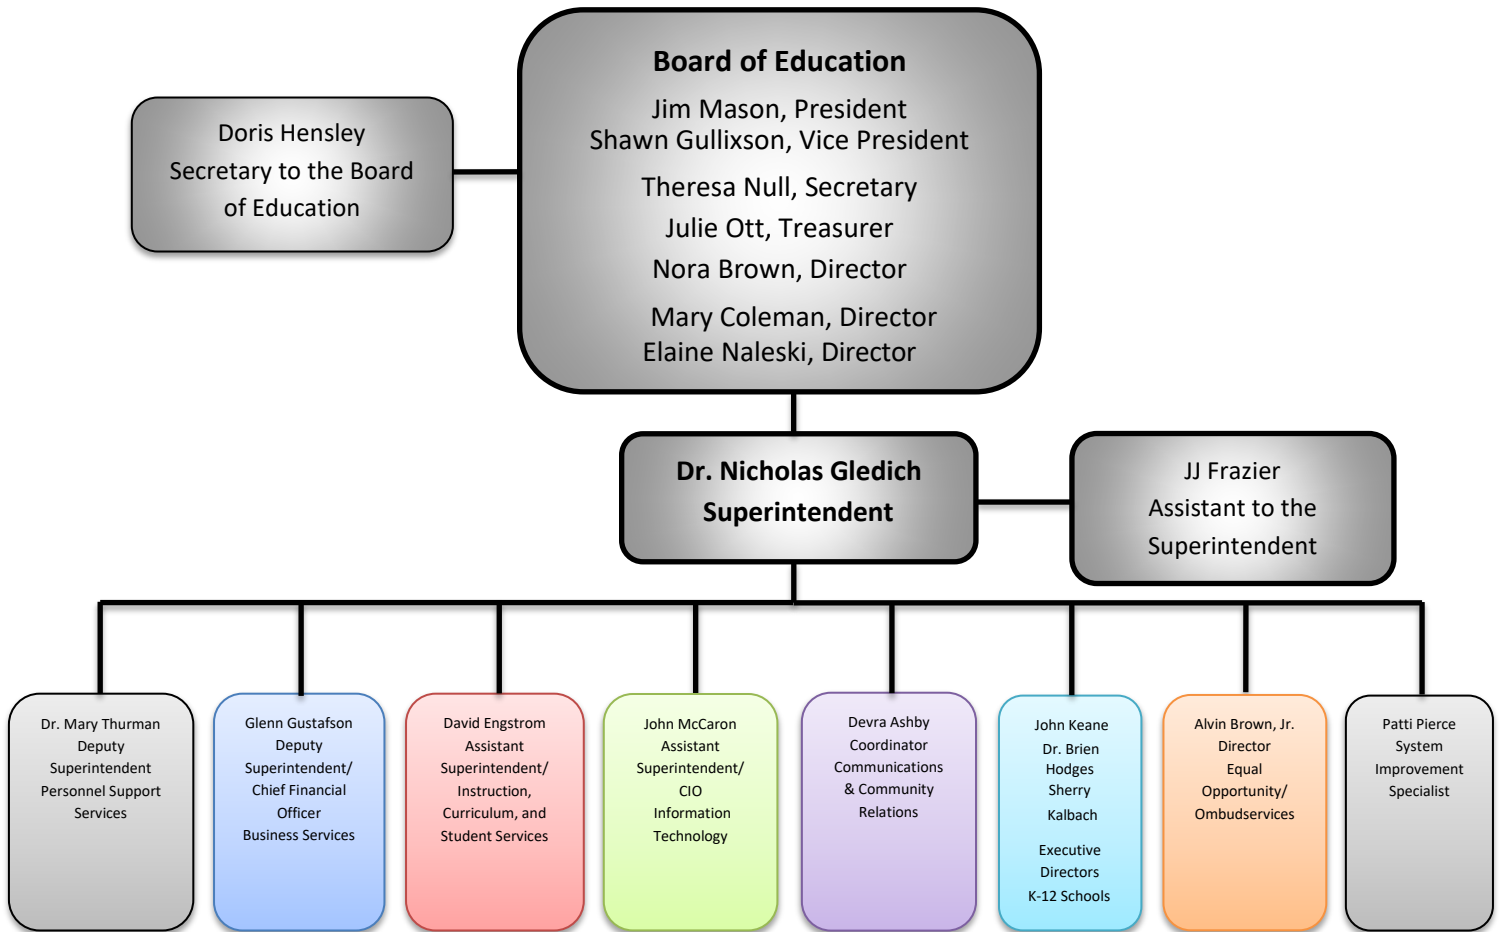 Board of Education
Jim Mason, President
Shawn Gullixson, Vice President
Theresa Null, Secretary
Julie Ott, Treasurer
Nora Brown, Director
Mary Coleman, Director
Elaine Naleski, Director
Doris Hensley
Secretary to the Board
of Education
Dr. Nicholas Gledich
Superintendent
JJ Frazier
Assistant to the
Superintendent
Dr. Mary Thurman
Deputy
Superintendent
Personnel Support
Services
Glenn Gustafson
Deputy
Superintendent/
Chief Financial
Officer
Business Services
David Engstrom
Assistant
Superintendent/
Instruction,
Curriculum, and
Student Services
John McCaron
Assistant
Superintendent/
CIO
Information
Technology
Devra Ashby
Coordinator
Communications
& Community
Relations
John Keane
Dr. Brien
Hodges
Sherry
Kalbach
Executive
Directors
K-12 Schools
Alvin Brown, Jr.
Director
Equal
Opportunity/
Ombudservices
Patti Pierce
System
Improvement
Specialist